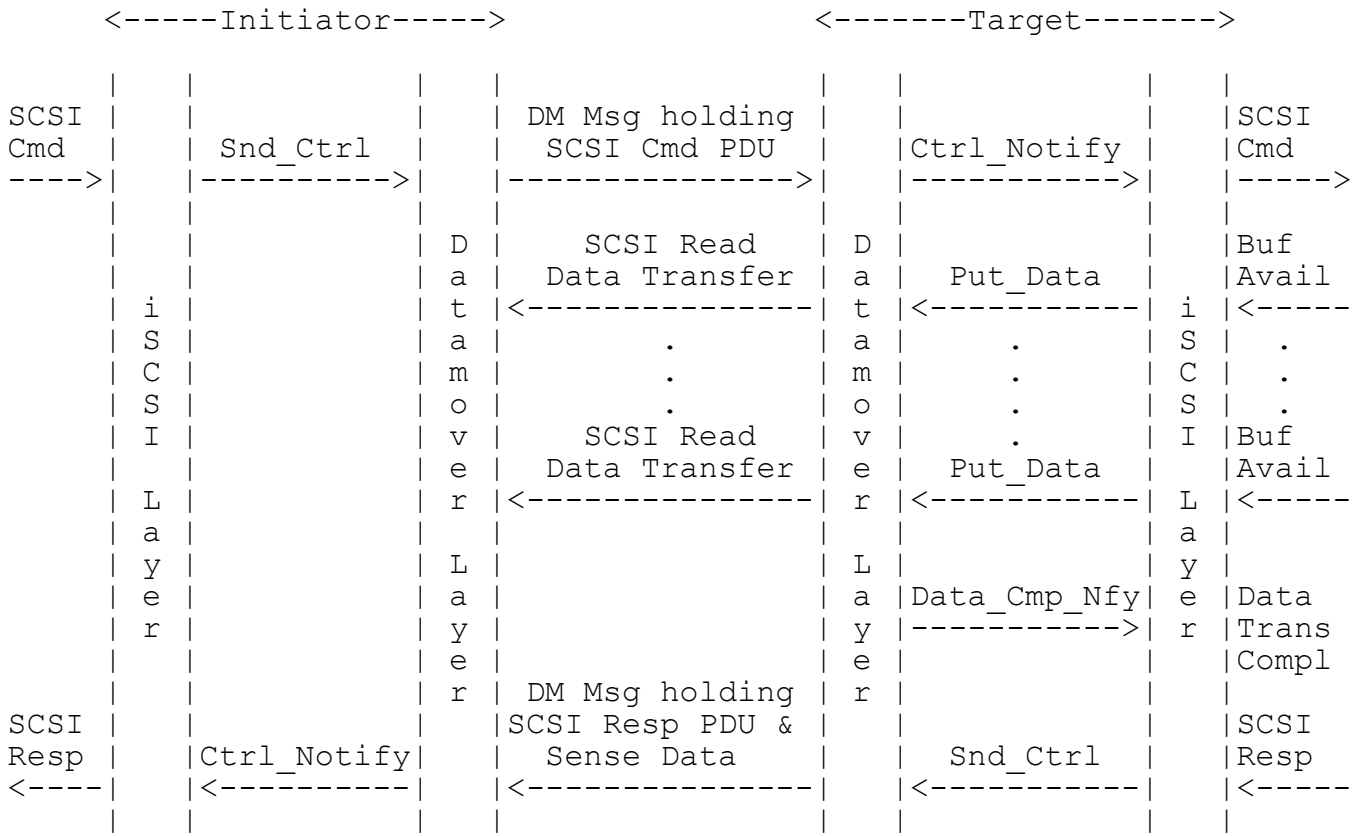 <-----Initiator----->                <-------Target------->

      |    |           |   |                |   |            |   |
SCSI  |    |           |   | DM Msg holding |   |            |   |SCSI
Cmd   |    | Snd_Ctrl  |   |  SCSI Cmd PDU  |   |Ctrl_Notify |   |Cmd
---->|    |---------->|   |--------------->|   |----------->|   |----->
      |    |           |   |                |   |            |   |
      |    |           | D |   SCSI Read    | D |            |   |Buf
      |    |           | a | Data Transfer  | a |  Put_Data  |   |Avail
      | i  |           | t |<---------------| t |<-----------| i |<-----
      | S  |           | a |       .        | a |     .      | S |  .
      | C  |           | m |       .        | m |     .      | C |  .
      | S  |           | o |       .        | o |     .      | S |  .
      | I  |           | v |   SCSI Read    | v |     .      | I |Buf
      |    |           | e | Data Transfer  | e |  Put_Data  |   |Avail
      | L  |           | r |<---------------| r |<-----------| L |<-----
      | a  |           |   |                |   |            | a |
      | y  |           | L |                | L |            | y |
      | e  |           | a |                | a |Data_Cmp_Nfy| e |Data
      | r  |           | y |                | y |----------->| r |Trans
      |    |           | e |                | e |            |   |Compl
      |    |           | r | DM Msg holding | r |            |   |
SCSI  |    |           |   |SCSI Resp PDU & |   |            |   |SCSI
Resp  |    |Ctrl_Notify|   |  Sense Data    |   |  Snd_Ctrl  |   |Resp
<----|    |<----------|   |<---------------|   |<-----------|   |<-----
      |    |           |   |                |   |            |   |